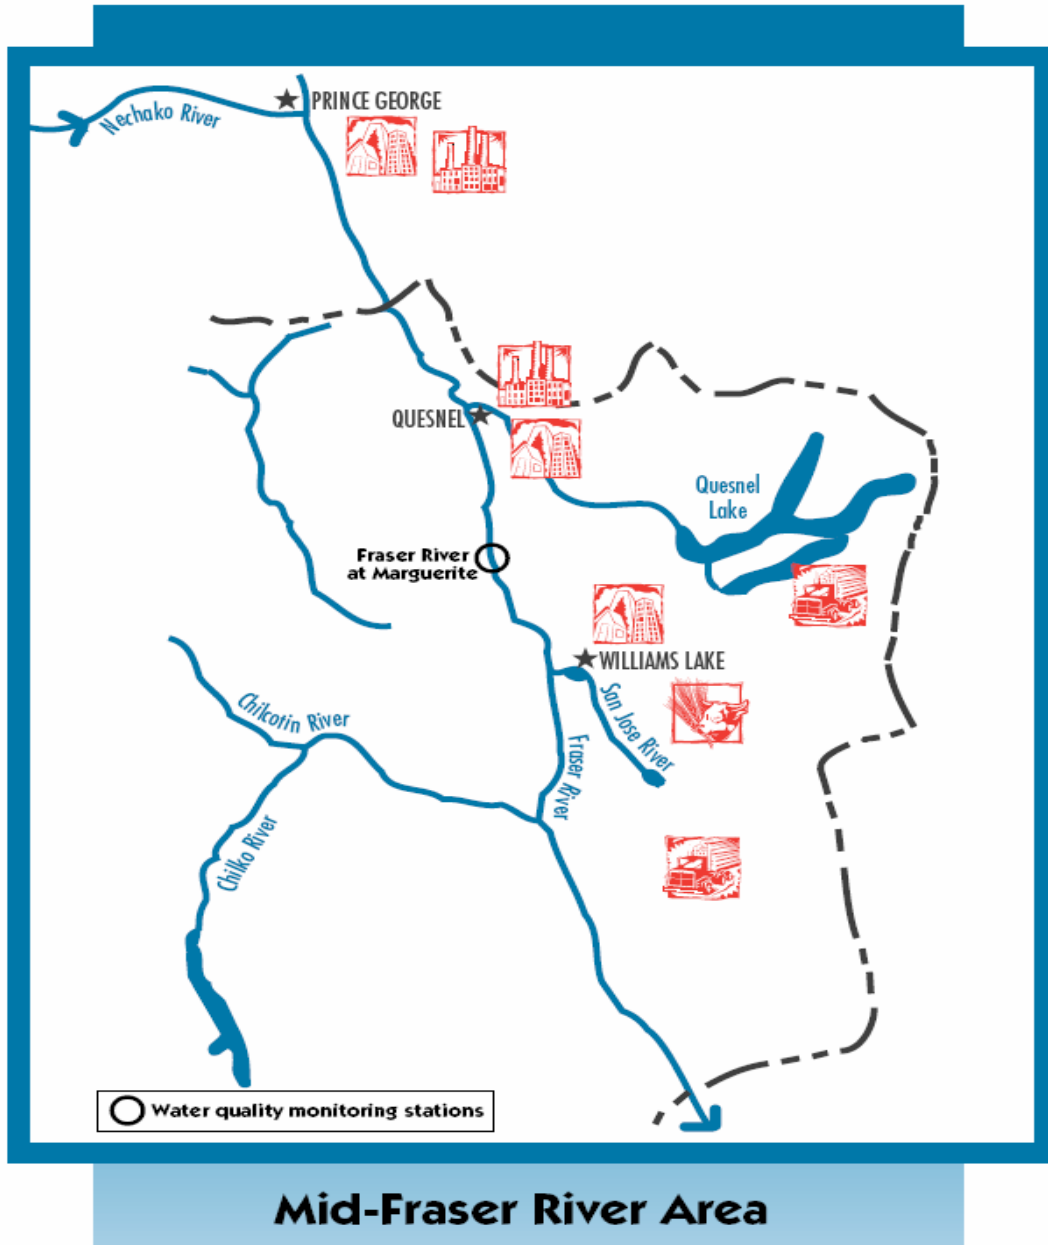 PRINCE GEORGE
Nechako River
QUESNEL
Quesnel
Lake
Fraser River
at Marguerite
WILLIAMS LAKE
San Jose River
Chilcotin River
Fraser River
Chilko River
Water quality monitoring stations
Mid-Fraser River Area